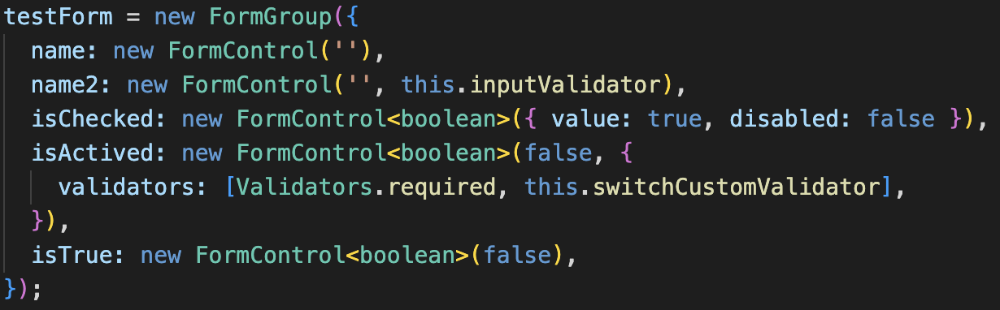 testForm = new FormGroup({
  name: new FormControl(''),
  name2: new FormControl('', this.inputValidator),
  isChecked: new FormControl<boolean>({ value: true, disabled: false }),
  isActived: new FormControl<boolean>(false, {
    validators: [Validators.required, this.switchCustomValidator],
  }),
  isTrue: new FormControl<boolean>(false),
});